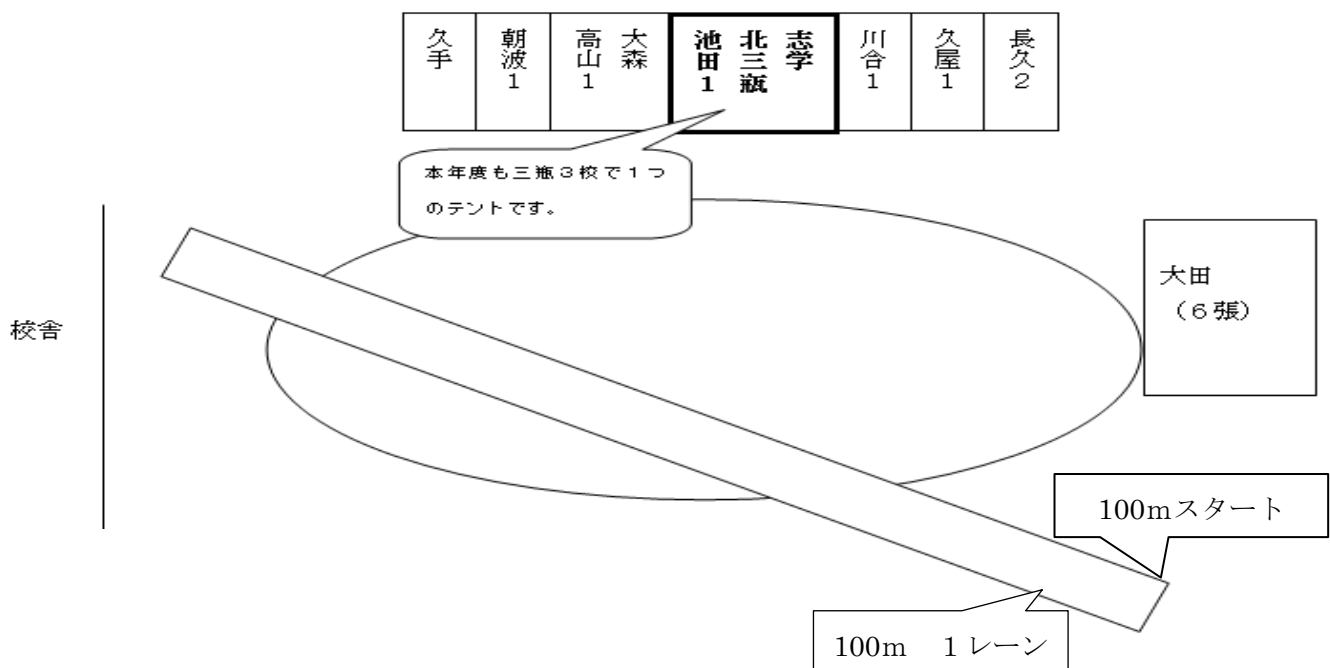 久手
朝波1
高山1
大森
池田1
北三瓶
志学
川合1
久屋1
長久2
本年度も三瓶3校で1つ
のテントです。
校舎
大田
(6張)
100mスタート
100m 1レーン